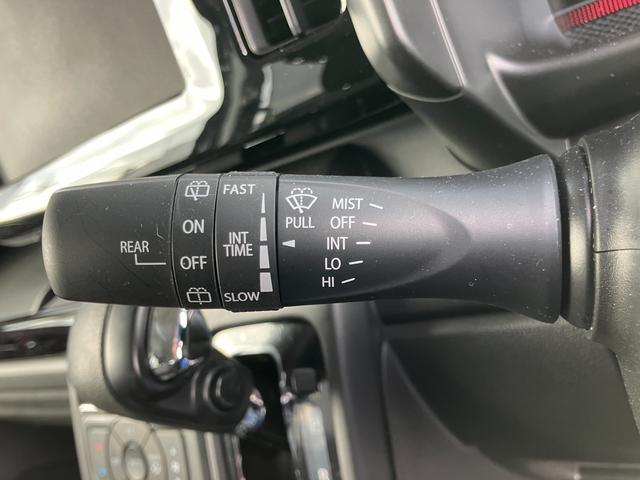 REAR
ON
OFF
FAST
INT
TIME
SLOW
PULL
MIST
OFF
INT
LO
HI